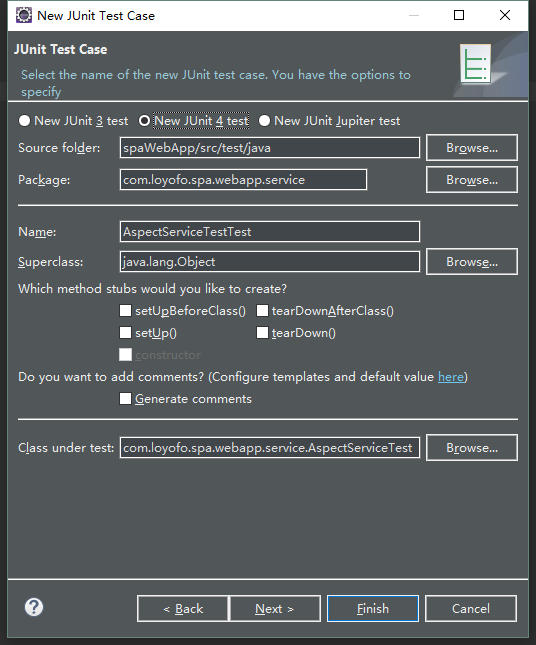 New JUnit Test Case
JUnit Test Case
Select the name of the new JUnit test case. You have the options to
specify
New JUnit 3 test New JUnit 4 test New JUnit Jupiter test
Source folder: spaWebApp/src/test/java Browse...
Package: com.loyofo.spa.webapp.service Browse...
Name: AspectServiceTestTest
Superclass: java.lang.Object Browse...
Which method stubs would you like to create?
setUpBeforeClass() tearDownAfterClass()
setUp() tearDown()
constructor
Do you want to add comments? (Configure templates and default value here)
Generate comments
Class under test: com.loyofo.spa.webapp.service.AspectServiceTest Browse...
? < Back Next > Finish Cancel